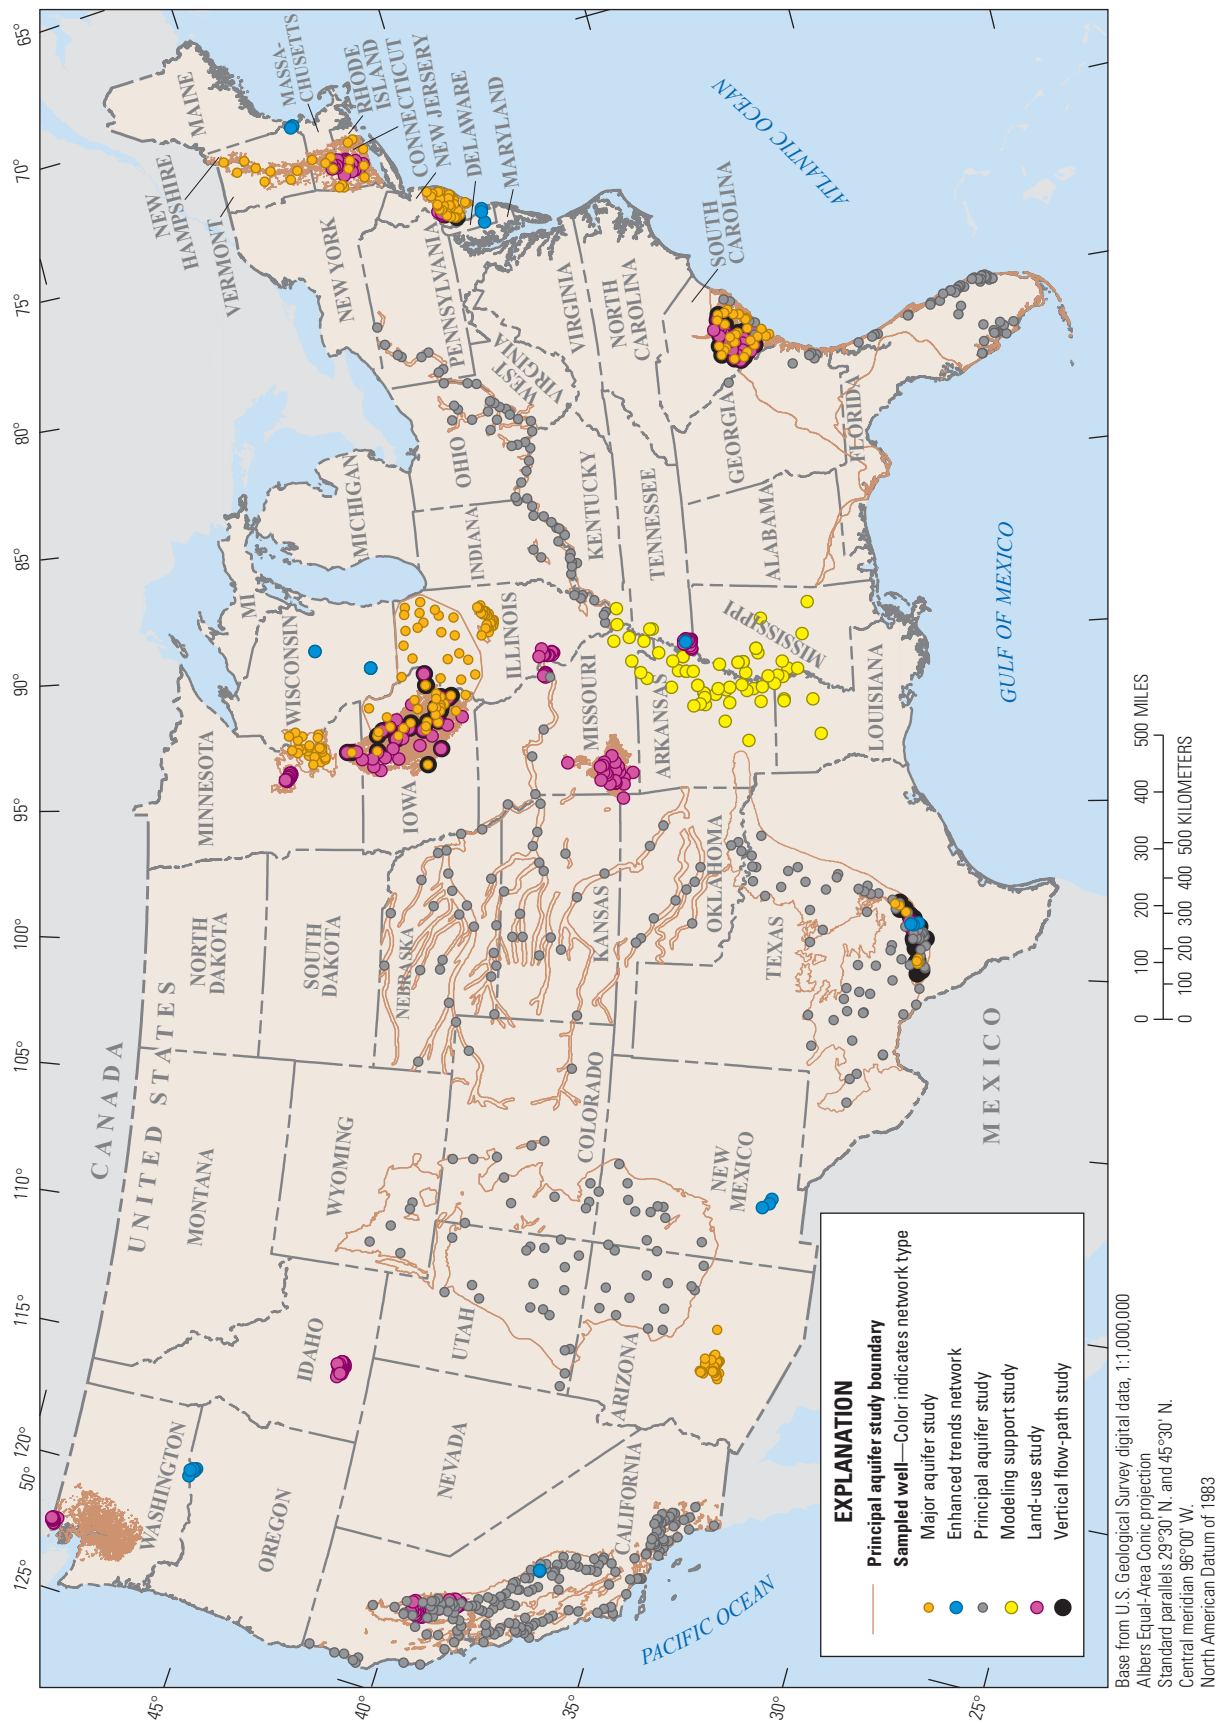 125°
120°
115°
110°
105°
100°
95°
90°
85°
80°
75°
70°
65°
50°
45°
40°
35°
30°
25°
CANADA
UNITED STATES
WASHINGTON
OREGON
IDAHO
MONTANA
WYOMING
NEVADA
UTAH
COLORADO
CALIFORNIA
ARIZONA
NEW
MEXICO
NORTH
DAKOTA
SOUTH
DAKOTA
NEBRASKA
KANSAS
OKLAHOMA
TEXAS
MINNESOTA
IOWA
MISSOURI
ARKANSAS
LOUISIANA
WISCONSIN
MI
MICHIGAN
ILLINOIS
INDIANA
OHIO
KENTUCKY
TENNESSEE
MISSISSIPPI
ALABAMA
GEORGIA
FLORIDA
SOUTH
CAROLINA
NORTH
CAROLINA
VIRGINIA
WEST
VIRGINIA
PENNSYLVANIA
NEW YORK
VERMONT
NEW
HAMPSHIRE
MAINE
MASSA-
CHUSETTS
RHODE
ISLAND
CONNECTICUT
NEW JERSERY
DELAWARE
MARYLAND
PACIFIC OCEAN
MEXICO
GULF OF MEXICO
ATLANTIC OCEAN
EXPLANATION
Principal aquifer study boundary
Sampled well—Color indicates network type
Major aquifer study
Enhanced trends network
Principal aquifer study
Modeling support study
Land-use study
Vertical flow-path study
0 100 200 300 400 500 MILES
0 100 200 300 400 500 KILOMETERS
Base from U.S. Geological Survey digital data, 1:1,000,000
Albers Equal-Area Conic projection
Standard parallels 29°30' N. and 45°30' N.
Central meridian 96°00' W.
North American Datum of 1983